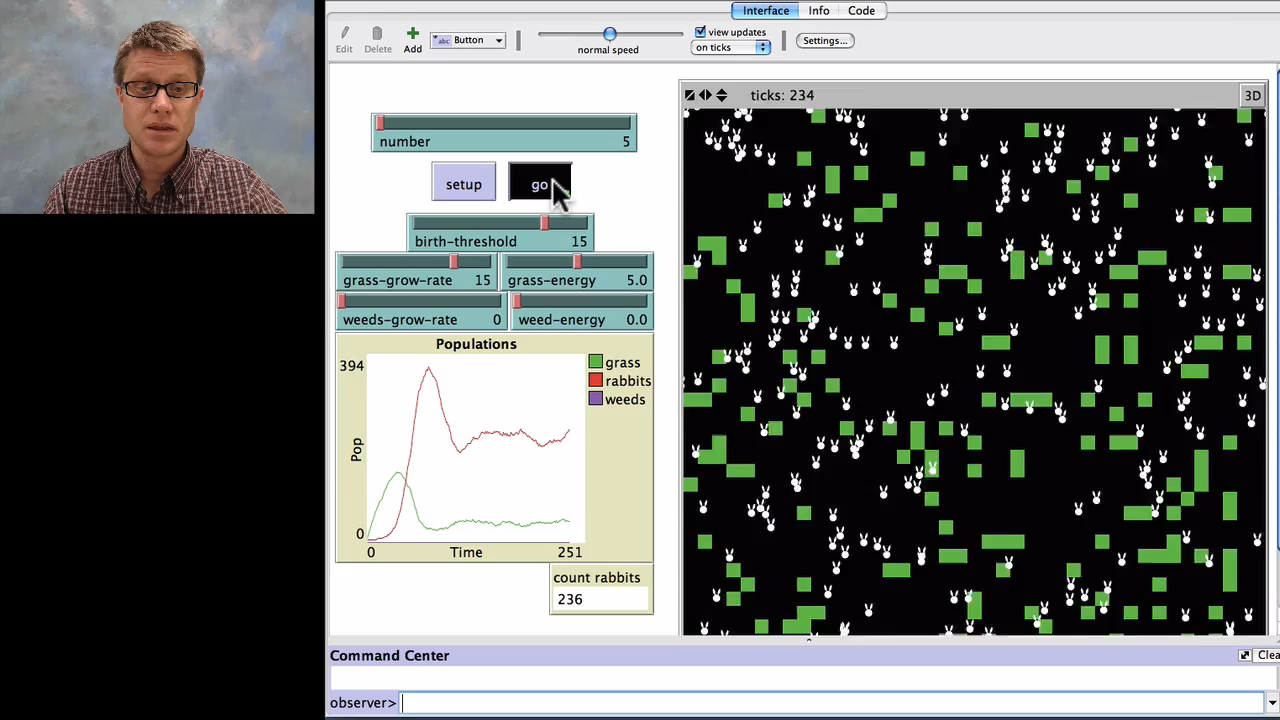 Interface Info Code
Edit Delete Add abc Button normal speed view updates on ticks Settings...
ticks: 234 3D
number 5
setup go
birth-threshold 15
grass-grow-rate 15 grass-energy 5.0
weeds-grow-rate 0 weed-energy 0.0
Populations
394
Pop
0
0 Time 251
grass
rabbits
weeds
count rabbits
236
Command Center Clea
observer>